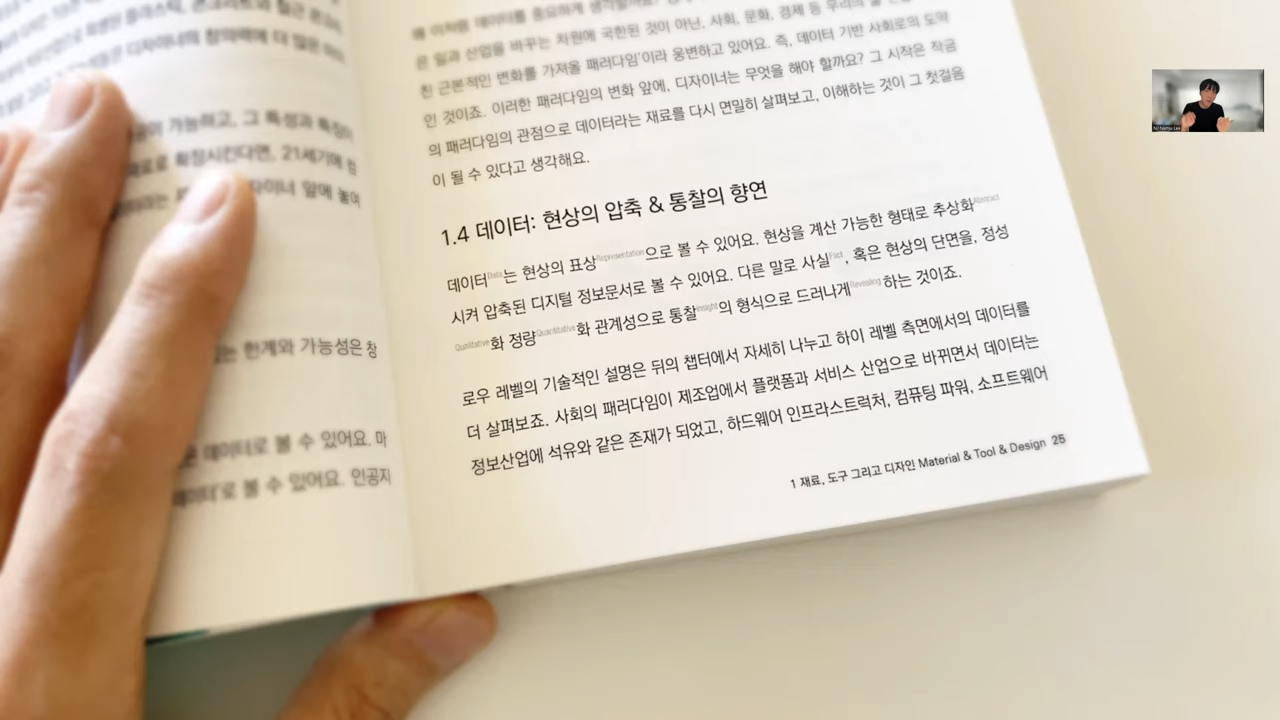 공이 가능하고, 그 특성과 특징이
재료로 확장시킨다면, 21세기에 컴
디자이너 앞에 놓여
있는 한계와 가능성은 창
데이터로 볼 수 있어요. 마
데이터'로 볼 수 있어요. 인공지
은 일과 산업을 바꾸는 차원에 국한된 것이 아닌, 사회, 문화, 경제 등 우리의
친 근본적인 변화를 가져올 패러다임'이라 웅변하고 있어요. 즉, 데이터 기반 사회로의 도약
인 것이죠. 이러한 패러다임의 변화 앞에, 디자이너는 무엇을 해야 할까요? 그 시작은 작금
의 패러다임의 관점으로 데이터라는 재료를 다시 면밀히 살펴보고, 이해하는 것이 그 첫걸음
이 될 수 있다고 생각해요.
1.4 데이터: 현상의 압축 & 통찰의 향연
데이터Data는 현상의 표상Representation으로 볼 수 있어요. 현상을 계산 가능한 형태로 추상화Abstract
시켜 압축된 디지털 정보문서로 볼 수 있어요. 다른 말로 사실Fact, 혹은 현상의 단면을, 정성
Qualitative화 정량Quantitative화 관계성으로 통찰Insight의 형식으로 드러나게Revealing 하는 것이죠.
로우 레벨의 기술적인 설명은 뒤의 챕터에서 자세히 나누고 하이 레벨 측면에서의 데이터를
더 살펴보죠. 사회의 패러다임이 제조업에서 플랫폼과 서비스 산업으로 바뀌면서 데이터는
정보산업에 석유와 같은 존재가 되었고, 하드웨어 인프라스트럭처, 컴퓨팅 파워, 소프트웨어
1 재료, 도구 그리고 디자인 Material & Tool & Design 25